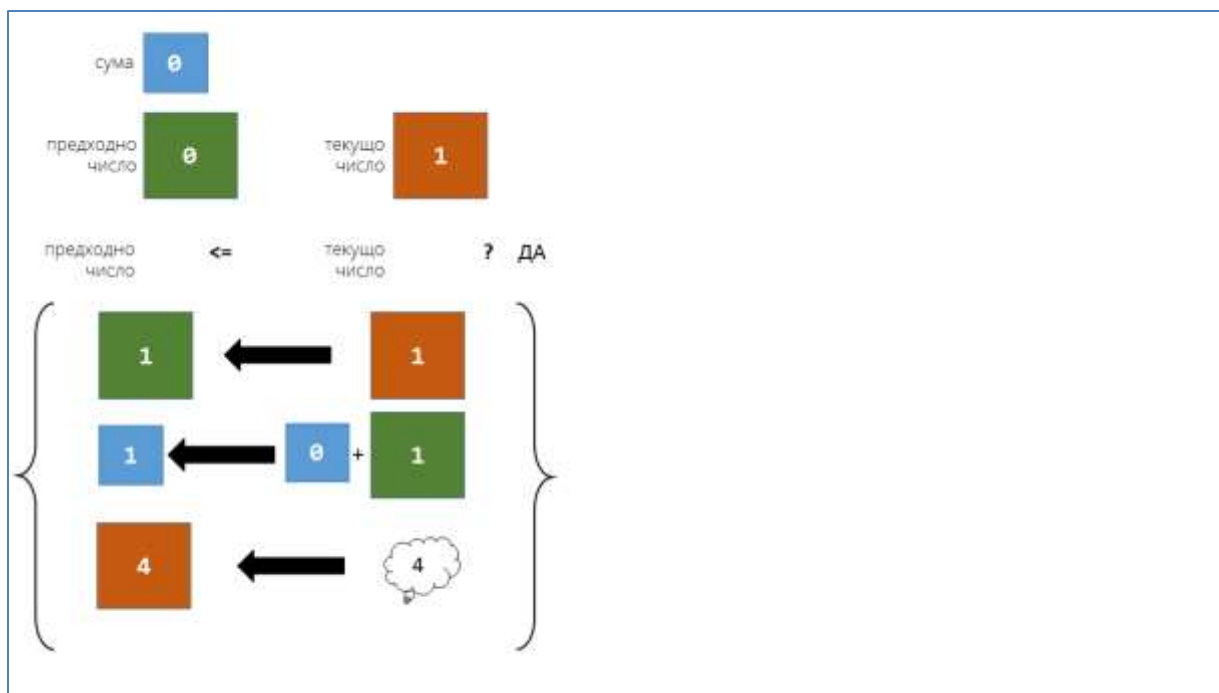 сума 0
предходно число 0 текущо число 1
предходно число <= текущо число ? ДА
1 1
1 0 + 1
4 4